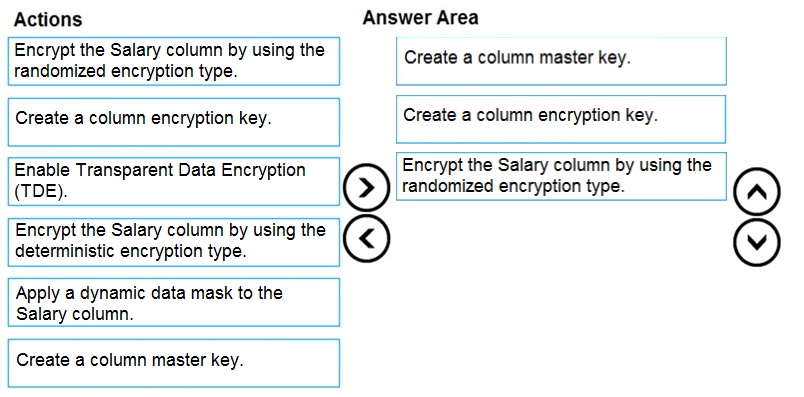 Actions
Encrypt the Salary column by using the
randomized encryption type.
Create a column encryption key.
Enable Transparent Data Encryption
(TDE).
Encrypt the Salary column by using the
deterministic encryption type.
Apply a dynamic data mask to the
Salary column.
Create a column master key.
Answer Area
Create a column master key.
Create a column encryption key.
Encrypt the Salary column by using the
randomized encryption type.